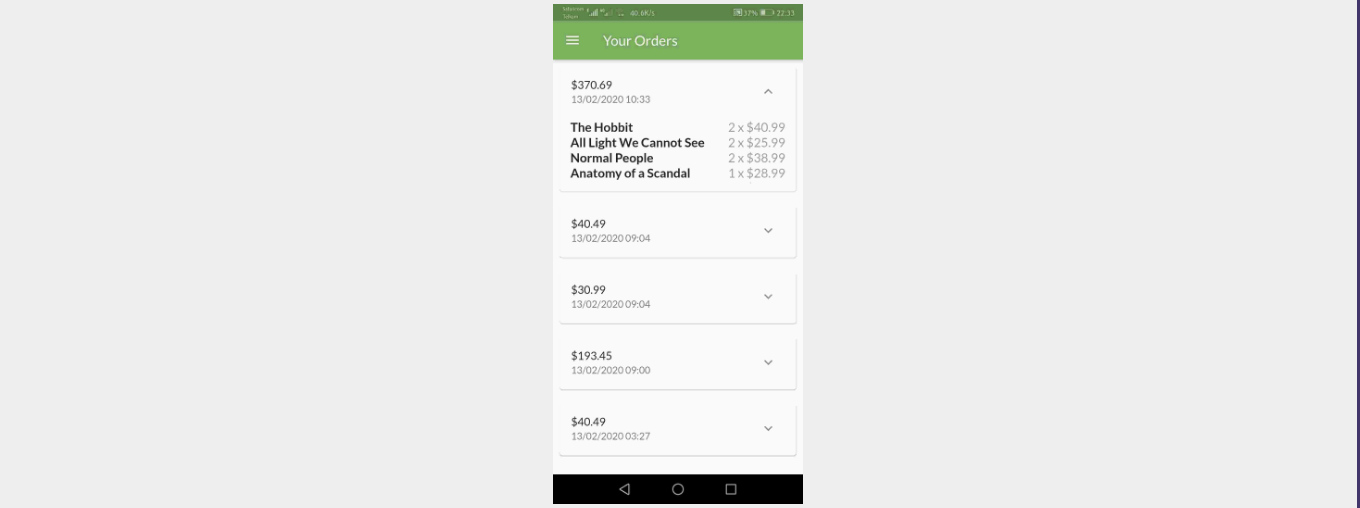 40.6K/s 37% 22:33
Your Orders
$370.69
13/02/2020 10:33
The Hobbit 2 x $40.99
All Light We Cannot See 2 x $25.99
Normal People 2 x $38.99
Anatomy of a Scandal 1 x $28.99
$40.49
13/02/2020 09:04
$30.99
13/02/2020 09:04
$193.45
13/02/2020 09:00
$40.49
13/02/2020 03:27